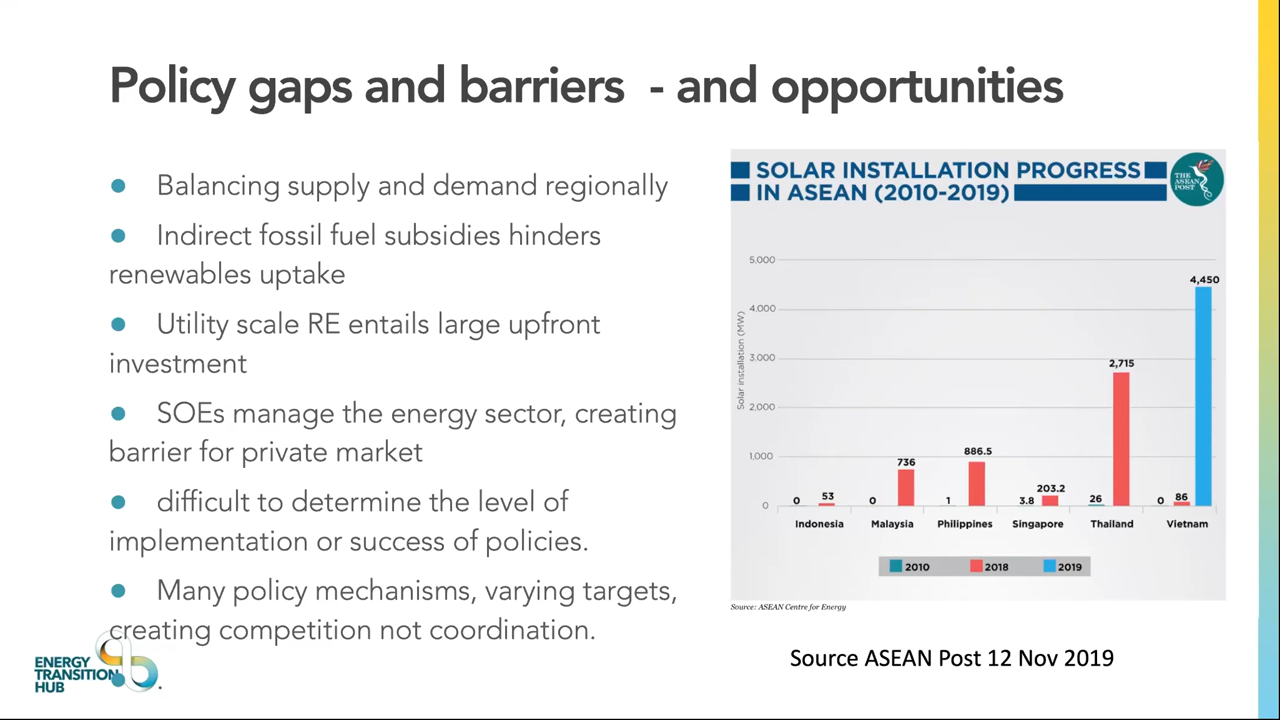 Policy gaps and barriers - and opportunities
● Balancing supply and demand regionally
● Indirect fossil fuel subsidies hinders
renewables uptake
● Utility scale RE entails large upfront
investment
● SOEs manage the energy sector, creating
barrier for private market
● difficult to determine the level of
implementation or success of policies.
● Many policy mechanisms, varying targets,
creating competition not coordination.
● .
ENERGY
TRANSITION
HUB
SOLAR INSTALLATION PROGRESS
IN ASEAN (2010-2019)
THE
ASEAN
POST
Solar installation (MW)
5,000
4.000
3.000
2,000
1,000
0
0 53
0 736
1 886.5
3.8 203.2
26 2,715
0 86 4,450
Indonesia Malaysia Philippines Singapore Thailand Vietnam
2010 2018 2019
Source: ASEAN Centre for Energy
Source ASEAN Post 12 Nov 2019